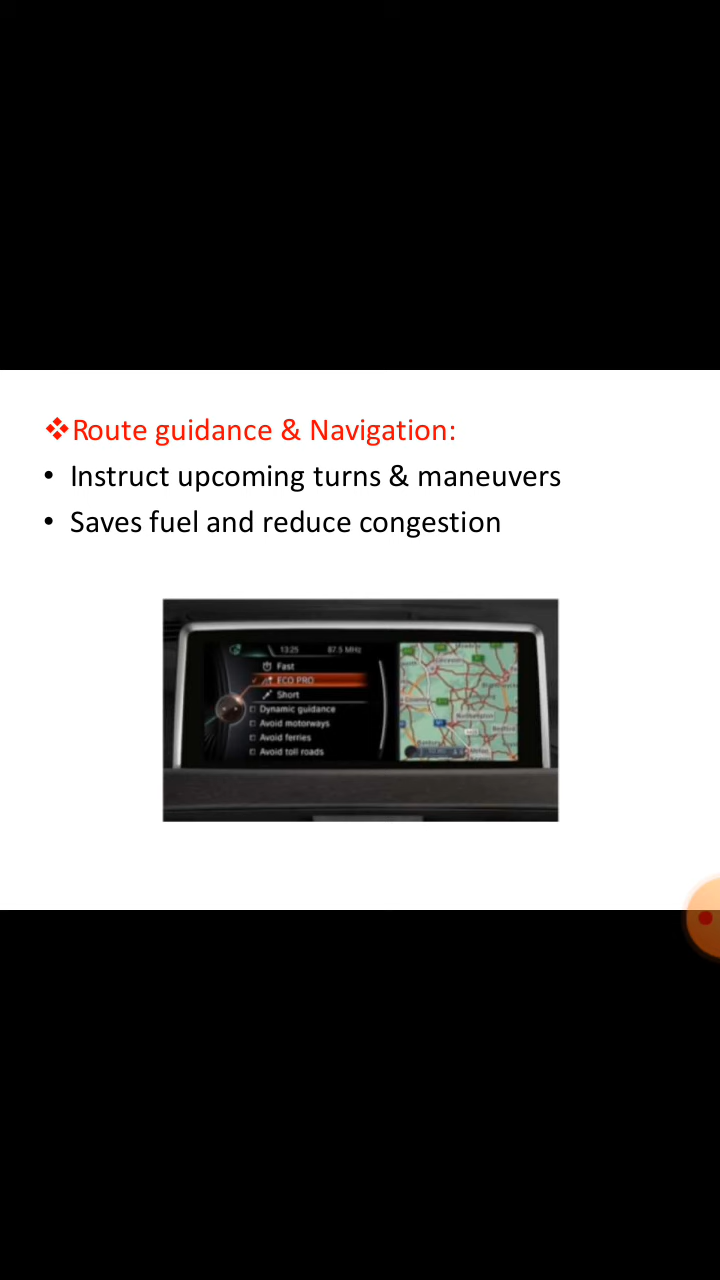 ❖Route guidance & Navigation:
• Instruct upcoming turns & maneuvers
• Saves fuel and reduce congestion
13:25 87.5 MHz
Fast
ECO PRO
Short
Dynamic guidance
Avoid motorways
Avoid ferries
Avoid toll roads
Northampton